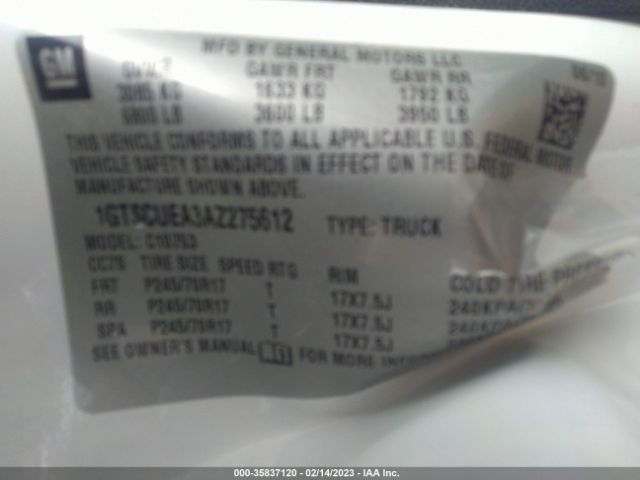 GM
MFD BY GENERAL MOTORS LLC
GVWR GAWR FRT GAWR RR
3085 KG 1633 KG 1792 KG
6800 LB 3600 LB 3950 LB
THIS VEHICLE CONFORMS TO ALL APPLICABLE U.S. FEDERAL MOTOR
VEHICLE SAFETY STANDARDS IN EFFECT ON THE DATE OF
MANUFACTURE SHOWN ABOVE.
1GTSCUEA3AZ275612 TYPE: TRUCK
MODEL: C10753
TIRE SIZE SPEED RTG RIM COLD TIRE
FRT P245/70R17 T 17X7.5J
RR P245/70R17 T 17X7.5J
SPA P245/70R17 T 17X7.5J
SEE OWNER'S MANUAL FOR MORE
000-35837120 - 02/14/2023 - IAA Inc.